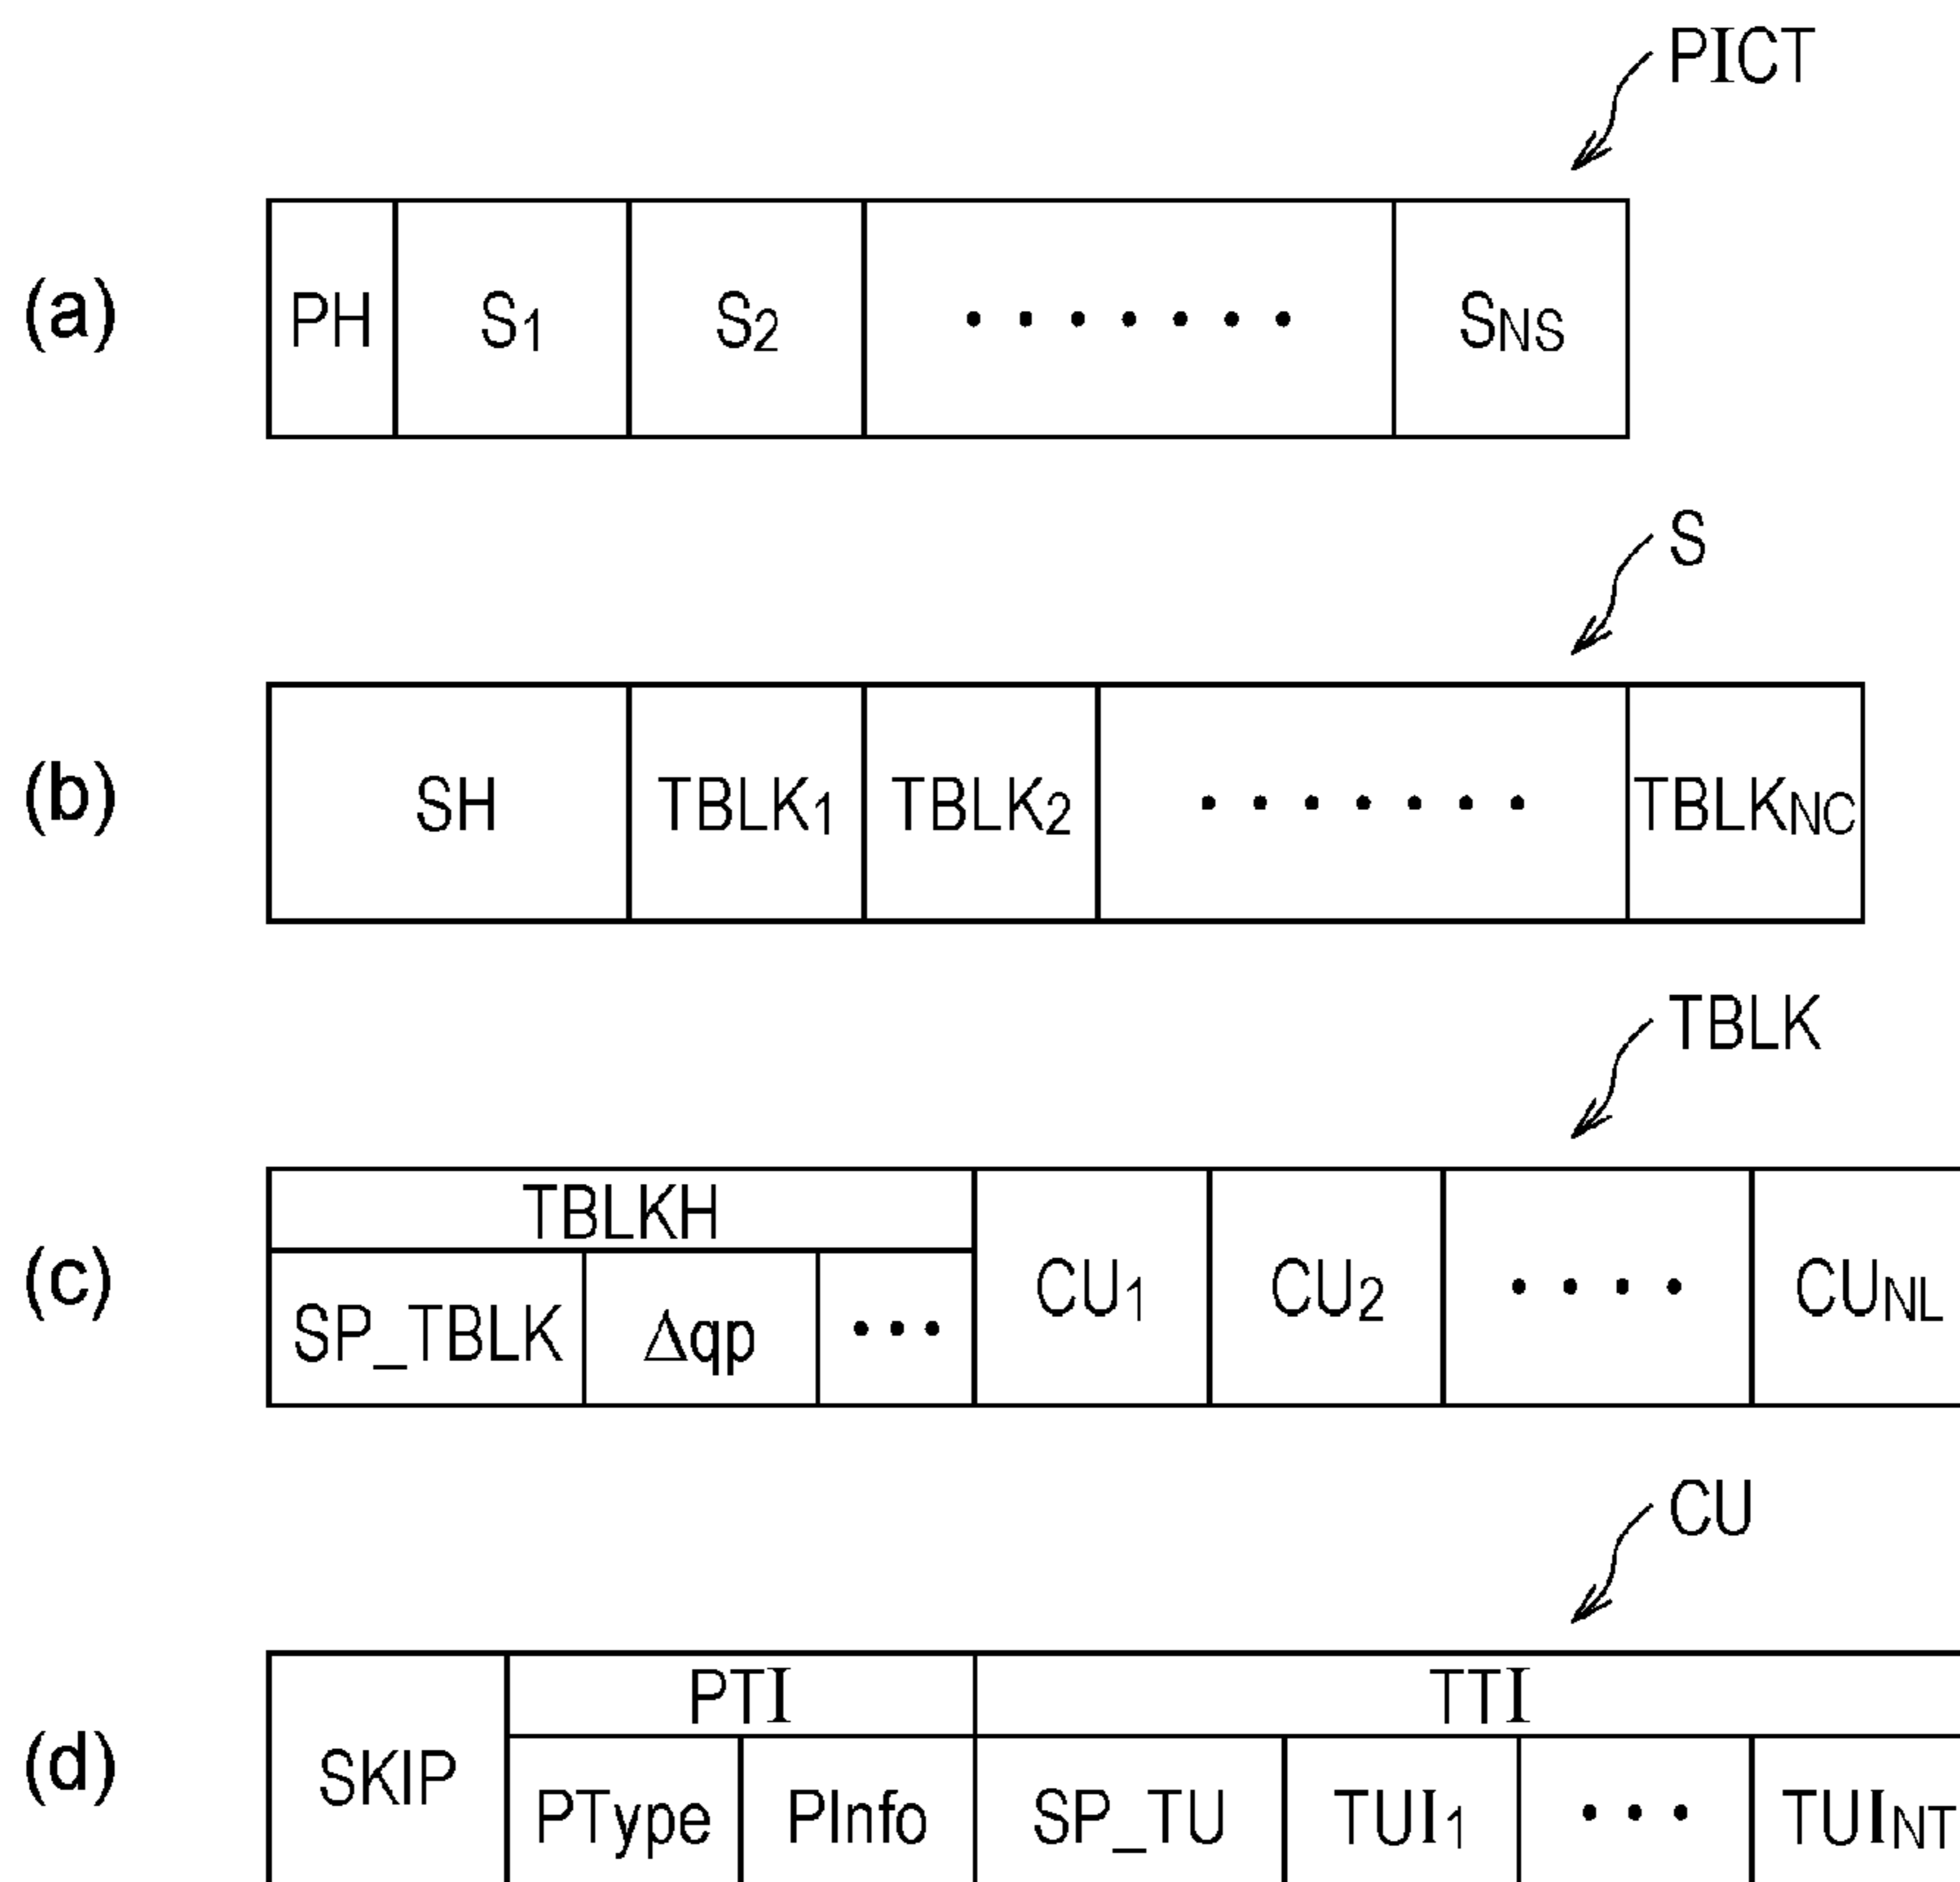 PICT
(a) PH S1 S2 ······· SNS
S
(b) SH TBLK1 TBLK2 ······· TBLKNC
TBLK
TBLKH
(c) CU1 CU2 ···· CUNL
SP_TBLK Δqp ···
CU
PTI TTI
(d) SKIP
PType PInfo SP_TU TUI1 ··· TUINT